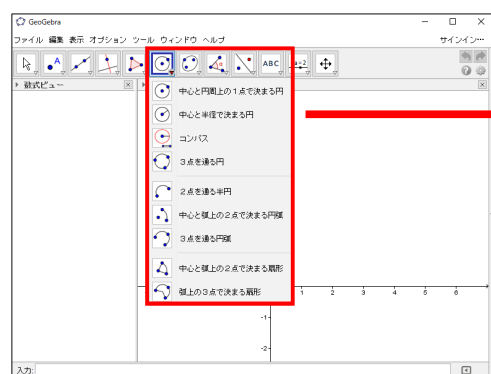 GeoGebra
ファイル 編集 表示 オプション ツール ウィンドウ ヘルプ サインイン…
A ABC a=2
数式ビュー
中心と円周上の1点で決まる円
中心と半径で決まる円
コンパス
3点を通る円
2点を通る半円
中心と弧上の2点で決まる円弧
3点を通る円弧
中心と弧上の2点で決まる扇形
弧上の3点で決まる扇形
1 2 3 4 5 6
-1
-2
入力: